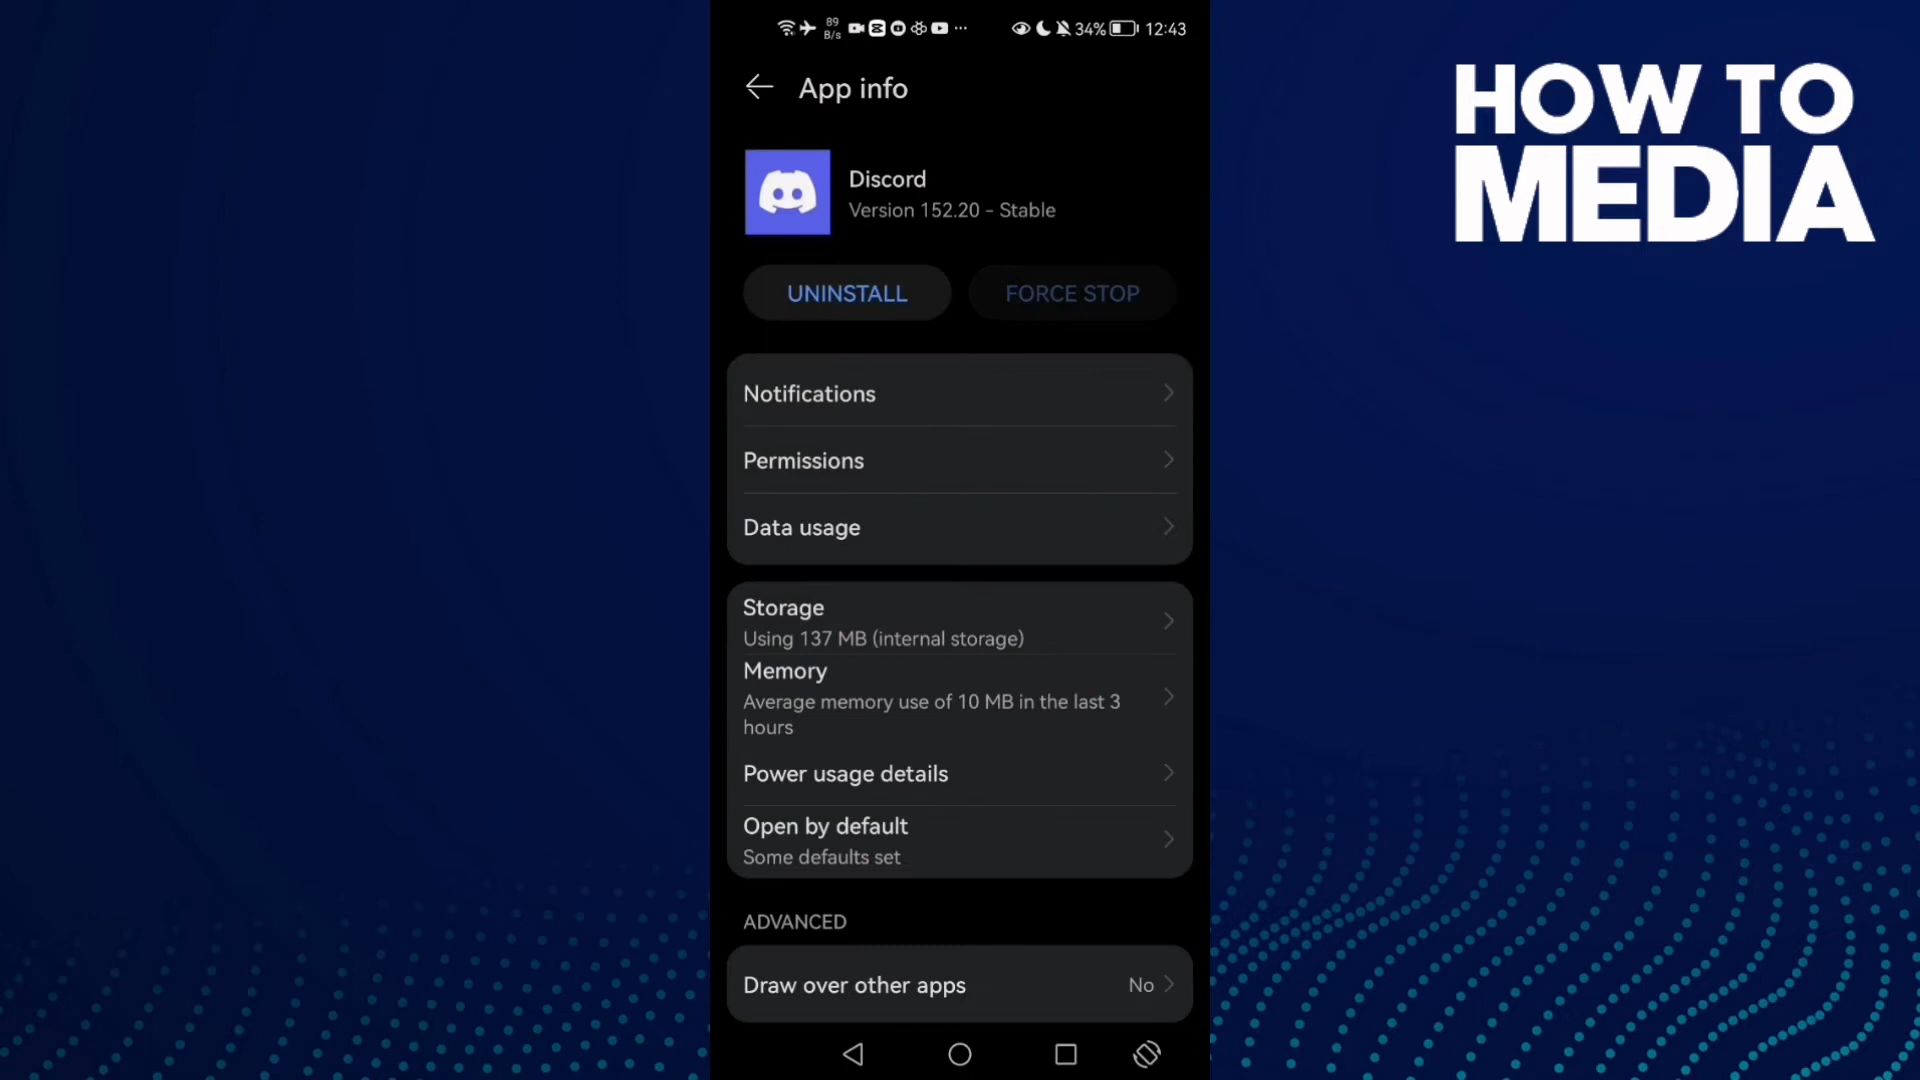 89
B/s
34%
12:43
App info
Discord
Version 152.20 - Stable
UNINSTALL
FORCE STOP
Notifications
Permissions
Data usage
Storage
Using 137 MB (internal storage)
Memory
Average memory use of 10 MB in the last 3
hours
Power usage details
Open by default
Some defaults set
ADVANCED
Draw over other apps
No
HOW TO
MEDIA